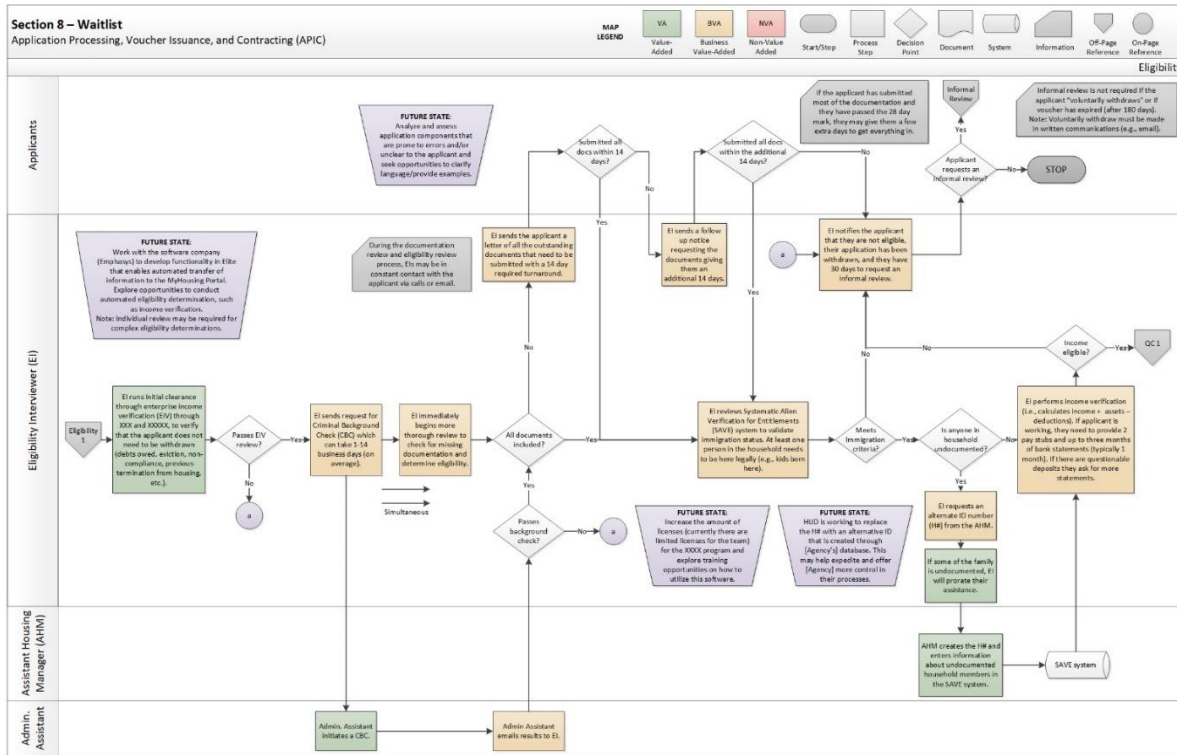 Section 8 – Waitlist
Application Processing, Voucher Issuance, and Contracting (APIC)
MAP
LEGEND
VA
Value-
Added
BVA
Business
Value-Added
NVA
Non-Value
Added
Start/Stop
Process
Step
Decision
Point
Document
System
Information
Off-Page
Reference
On-Page
Reference
Eligibilit
Applicants
FUTURE STATE:
Analyze and assess
application components that
are prone to errors and/or
unclear to the applicant and
seek opportunities to clarify
language/provide examples.
Submitted all
docs within 14
days?
No
Yes
Submitted all docs
within the additional
14 days?
No
Yes
If the applicant has submitted
most of the documentation and
they have passed the 28 day
mark, they may give them a few
extra days to get everything in.
Informal
Review
Yes
Applicant
requests an
informal review?
No
STOP
Informal review is not required if the
applicant "voluntarily withdraws" or if
voucher has expired (after 180 days).
Note: Voluntarily withdraw must be made
in written communications (e.g., email).
Eligibility Interviewer (EI)
FUTURE STATE:
Work with the software company
(Emphasys) to develop functionality in Elite
that enables automated transfer of
information to the MyHousing Portal.
Explore opportunities to conduct
automated eligibility determination, such
as income verification.
Note: Individual review may be required for
complex eligibility determinations.
During the documentation
review and eligibility review
process, EIs may be in
constant contact with the
applicant via calls or email.
EI sends the applicant a
letter of all the outstanding
documents that need to be
submitted with a 14 day
required turnaround.
EI sends a follow
up notice
requesting the
documents giving
them an
additional 14 days.
a
EI notifies the applicant
that they are not eligible,
their application has been
withdrawn, and they have
30 days to request an
informal review.
No
No
Income
eligible?
Yes
QC 1
Eligibility
1
EI runs initial clearance
through enterprise income
verification (EIV) through
XXX and XXXXX, to verify
that the applicant does not
need to be withdrawn
(debts owed, eviction, non-
compliance, previous
termination from housing,
etc.).
Passes EIV
review?
Yes
No
a
EI sends request for
Criminal Background
Check (CBC) which
can take 1-14
business days (on
average).
EI immediately
begins more
thorough review to
check for missing
documentation and
determine eligibility.
Simultaneous
All documents
included?
No
Yes
Yes
Passes
background
check?
No
a
EI reviews Systematic Alien
Verification for Entitlements
(SAVE) system to validate
immigration status. At least one
person in the household needs
to be here legally (e.g., kids born
here).
Meets
Immigration
criteria?
Yes
Is anyone in
household
undocumented?
No
Yes
EI performs income verification
(i.e., calculates income + assets –
deductions). If applicant is
working, they need to provide 2
pay stubs and up to three months
of bank statements (typically 1
month). If there are questionable
deposits they ask for more
statements.
FUTURE STATE:
Increase the amount of
licenses (currently there are
limited licenses for the team)
for the XXXX program and
explore training
opportunities on how to
utilize this software.
FUTURE STATE:
HUD is working to replace
the H# with an alternative ID
that is created through
[Agency's] database. This
may help expedite and offer
[Agency] more control in
their processes.
EI requests an
alternate ID number
(H#) from the AHM.
If some of the family
is undocumented, EI
will prorate their
assistance.
Assistant Housing
Manager (AHM)
AHM creates the H# and
enters information
about undocumented
household members in
the SAVE system.
SAVE system
Admin.
Assistant
Admin. Assistant
initiates a CBC.
Admin Assistant
emails results to EI.